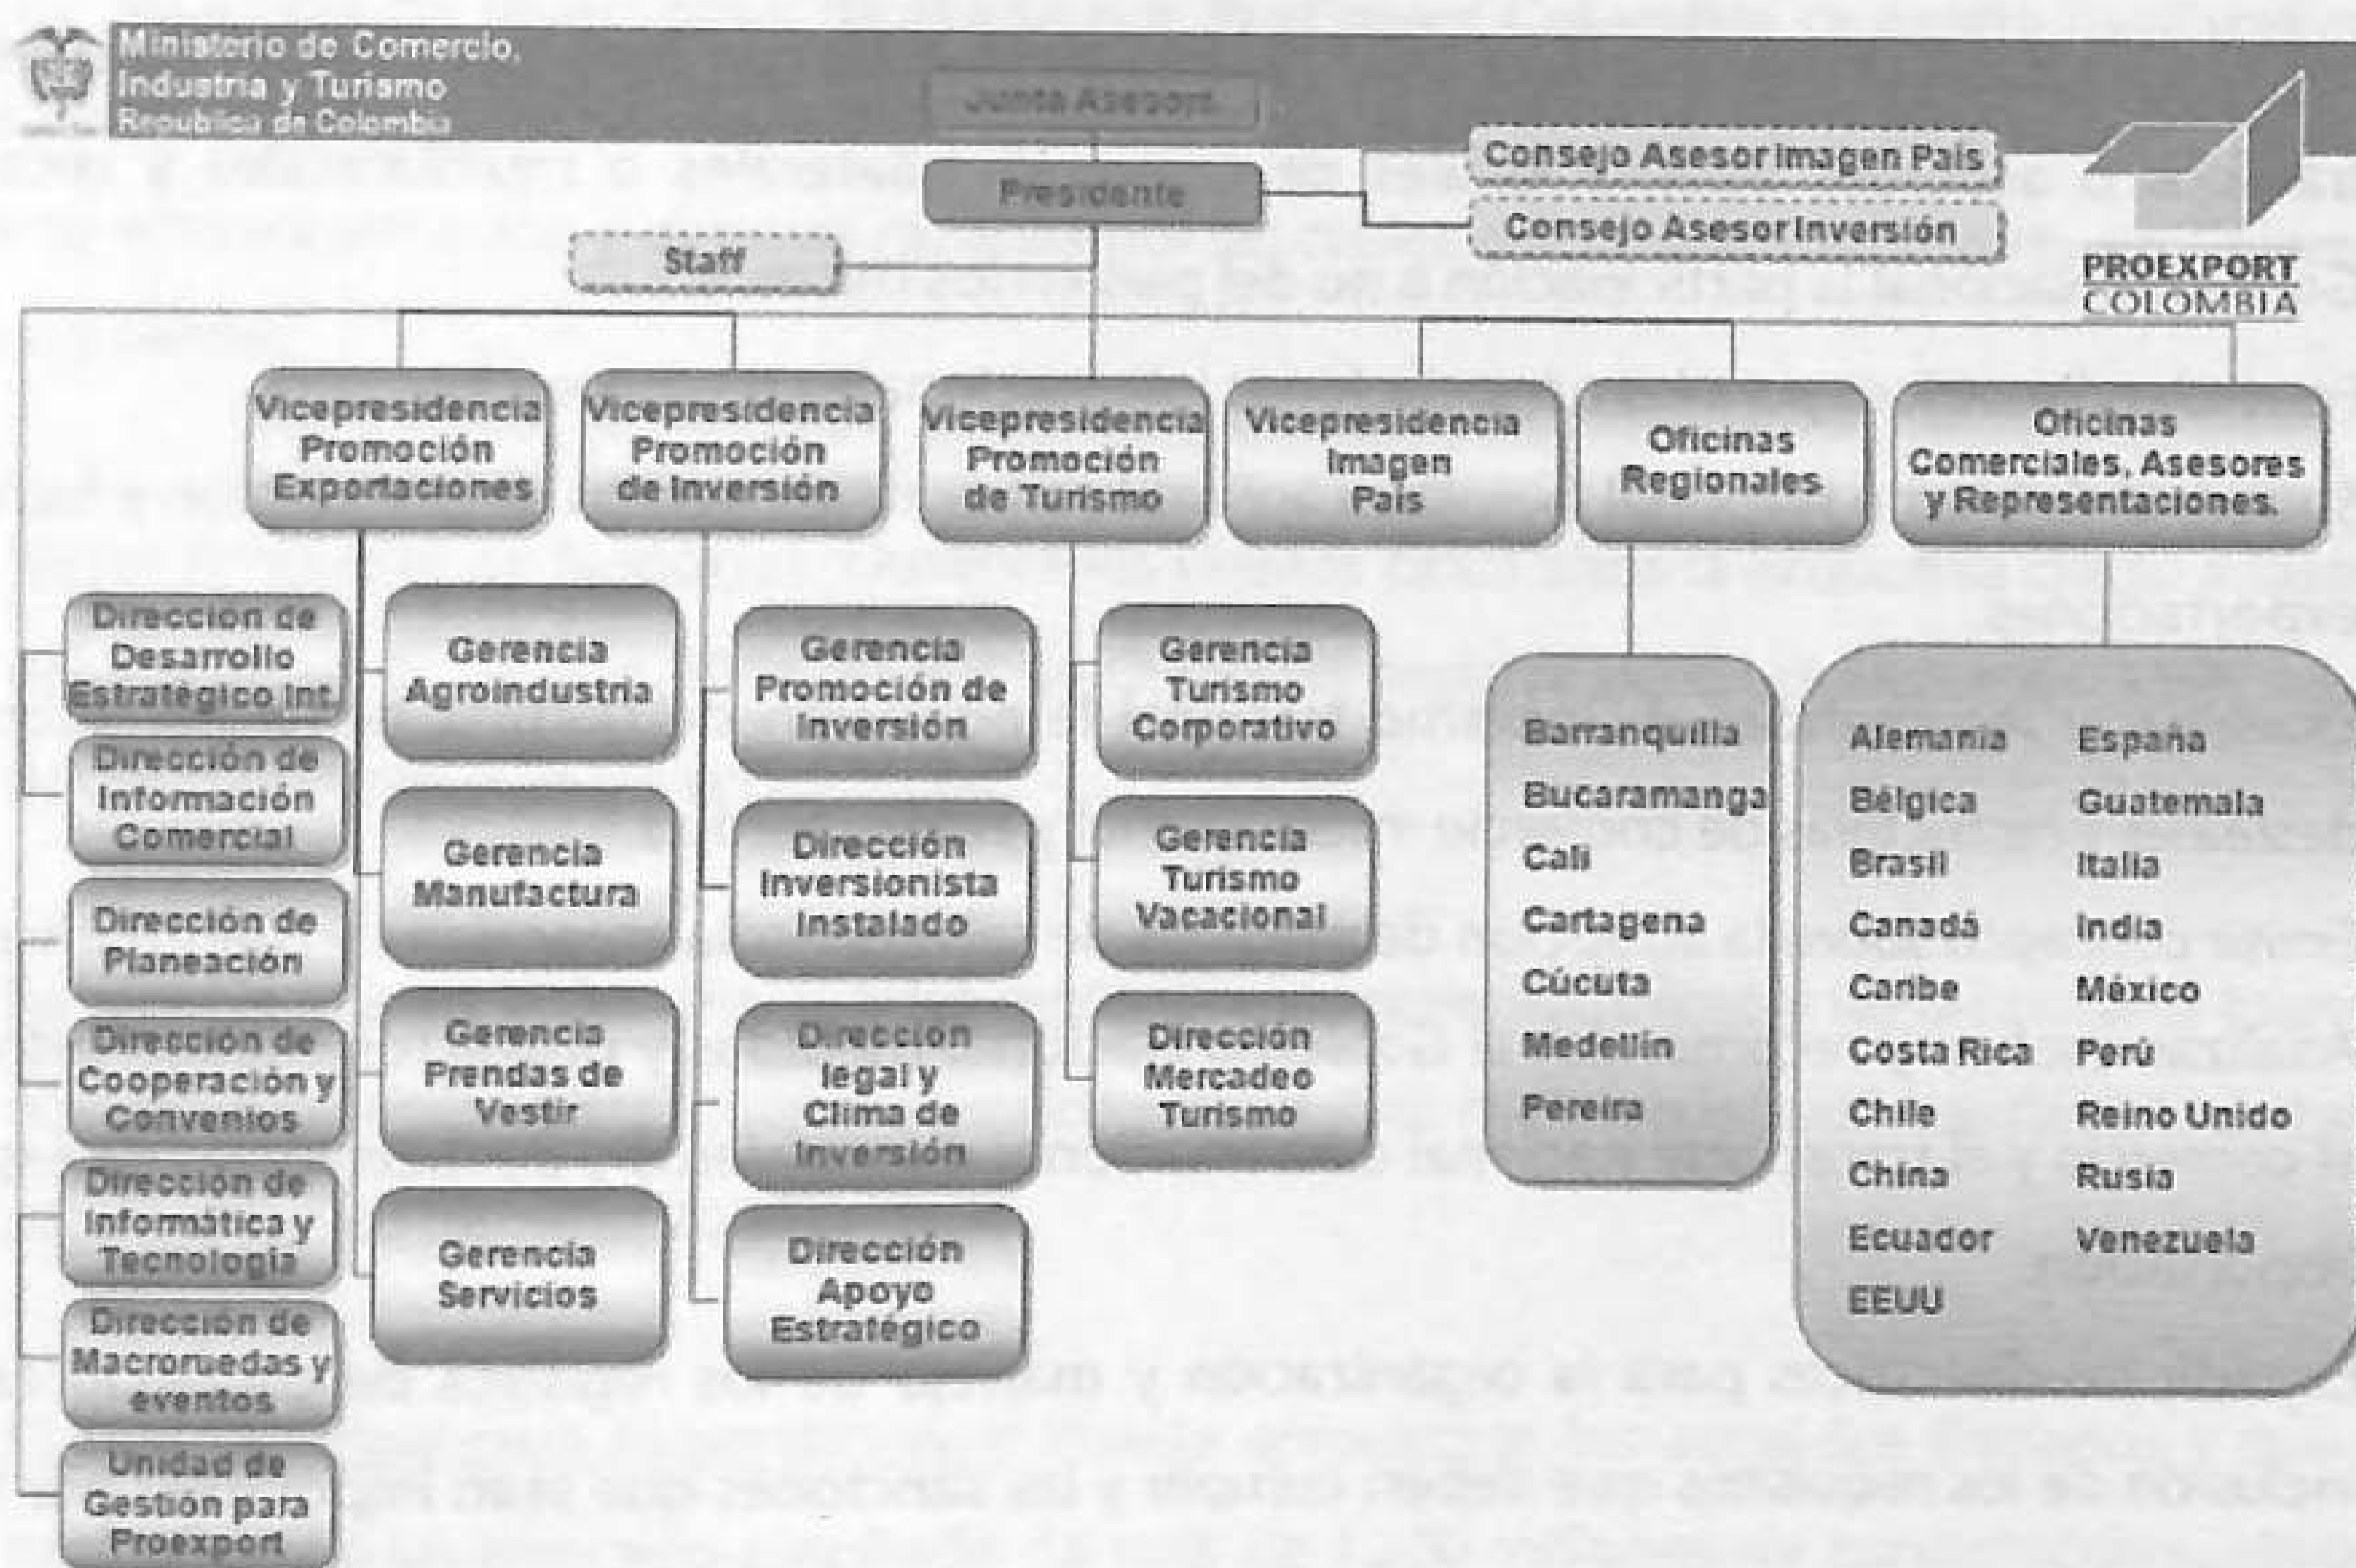 Ministerio de Comercio,
Industria y Turismo
República de Colombia
Junta Asesora
Presidente
Consejo Asesor Imagen País
Consejo Asesor Inversión
Staff
PROEXPORT
COLOMBIA
Vicepresidencia
Promoción
Exportaciones
Vicepresidencia
Promoción
de Inversión
Vicepresidencia
Promoción
de Turismo
Vicepresidencia
Imagen
País
Oficinas
Regionales
Oficinas
Comerciales, Asesores
y Representaciones.
Dirección de
Desarrollo
Estratégico Int.
Dirección de
Información
Comercial
Dirección de
Planeación
Dirección de
Cooperación y
Convenios
Dirección de
Informática y
Tecnología
Dirección de
Macroruedas y
eventos
Unidad de
Gestión para
Proexport
Gerencia
Agroindustria
Gerencia
Manufactura
Gerencia
Prendas de
Vestir
Gerencia
Servicios
Gerencia
Promoción de
Inversión
Dirección
Inversionista
Instalado
Dirección
legal y
Clima de
Inversión
Dirección
Apoyo
Estratégico
Gerencia
Turismo
Corporativo
Gerencia
Turismo
Vacacional
Dirección
Mercadeo
Turismo
Barranquilla
Bucaramanga
Cali
Cartagena
Cúcuta
Medellín
Pereira
Alemania
Bélgica
Brasil
Canadá
Caribe
Costa Rica
Chile
China
Ecuador
EEUU
España
Guatemala
Italia
India
México
Perú
Reino Unido
Rusia
Venezuela